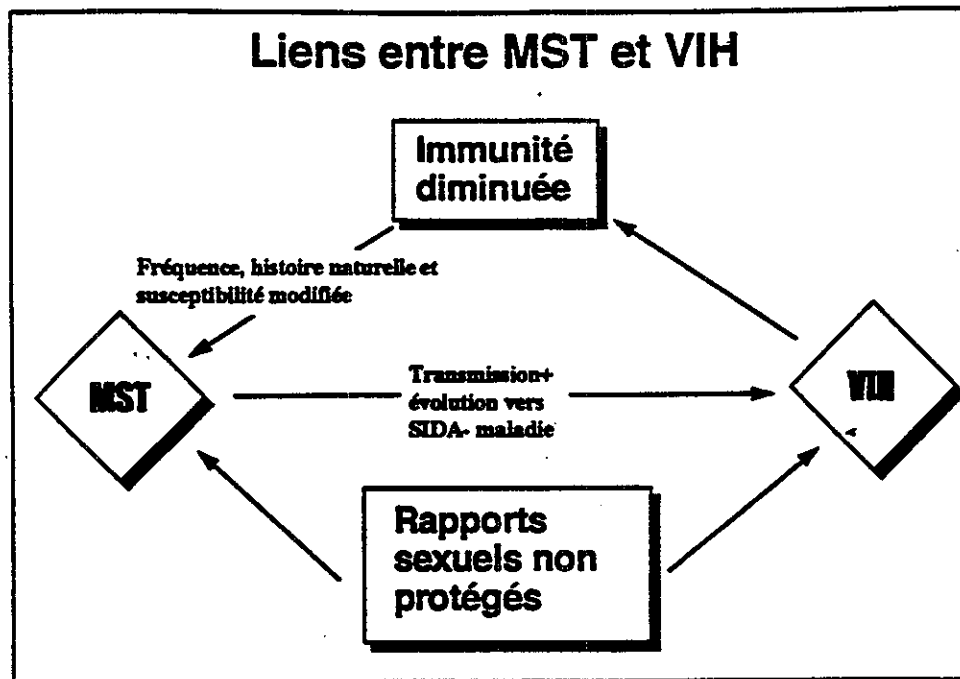 Liens entre MST et VIH
Immunité
diminuée
Fréquence, histoire naturelle et
susceptibilité modifiée
MST
Transmission+
évolution vers
SIDA- maladie
VIH
Rapports
sexuels non
protégés